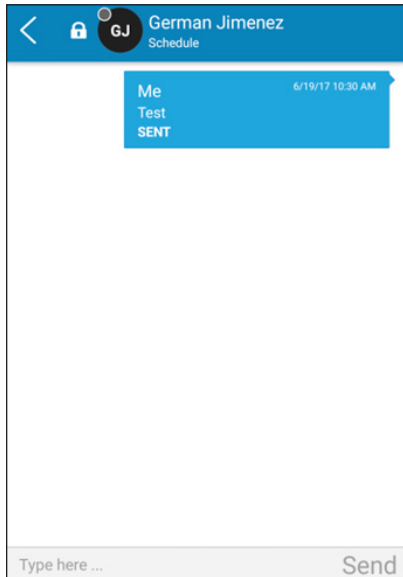 GJ
German Jimenez
Schedule
Me
6/19/17 10:30 AM
Test
SENT
Type here ...
Send